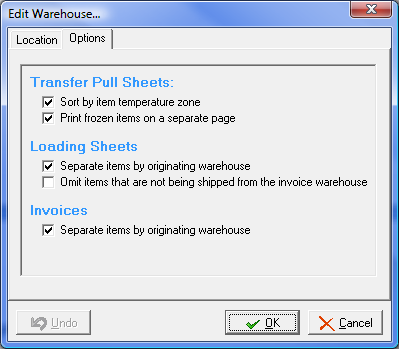 Edit Warehouse...
Location Options
Transfer Pull Sheets:
Sort by item temperature zone
Print frozen items on a separate page
Loading Sheets
Separate items by originating warehouse
Omit items that are not being shipped from the invoice warehouse
Invoices
Separate items by originating warehouse
Undo OK Cancel